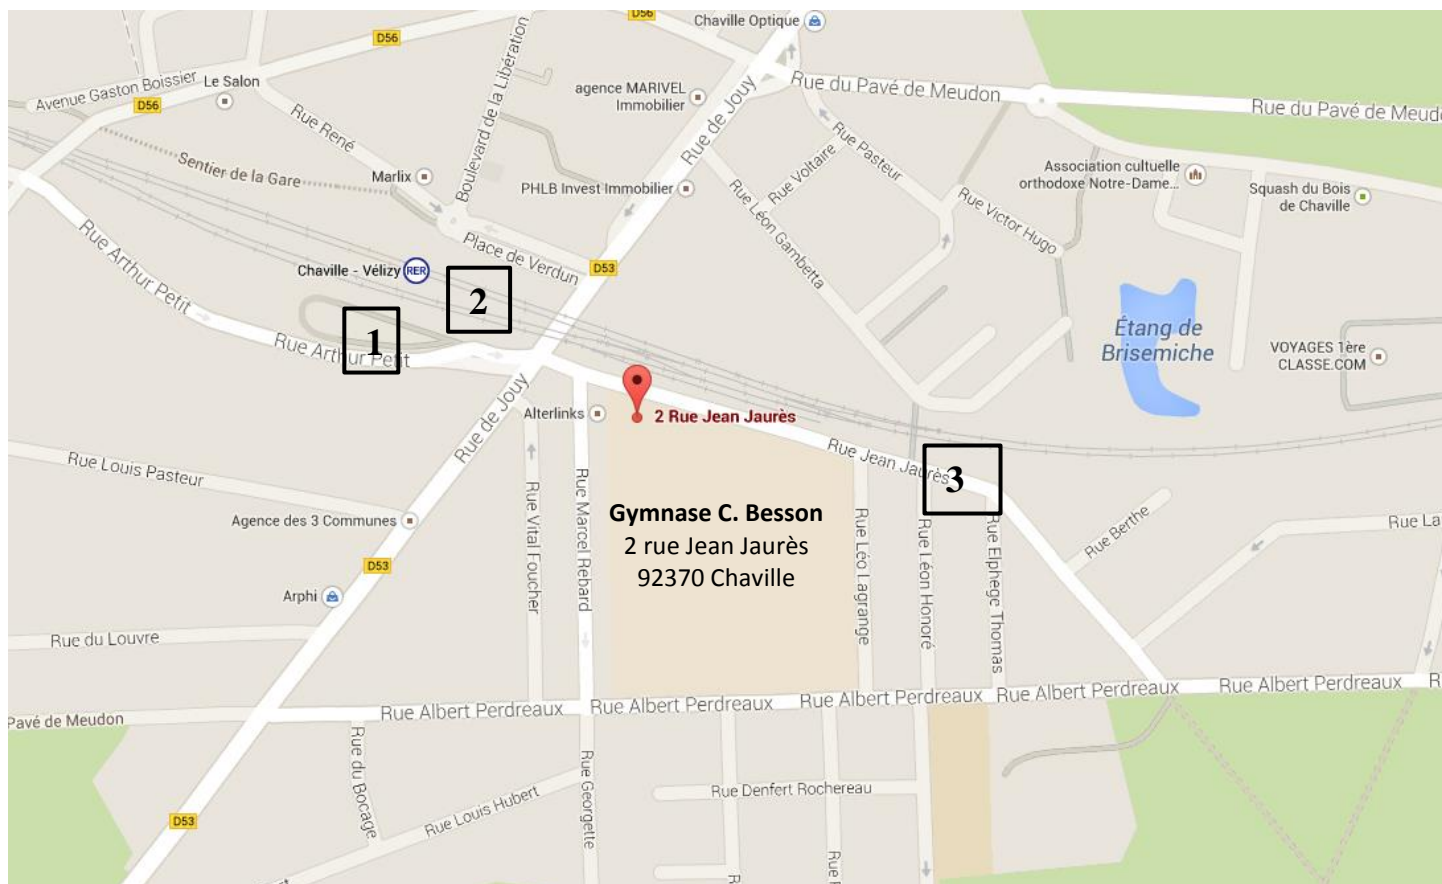 D56
Chaville Optique
D56
Avenue Gaston Boissier
Le Salon
D56
Boulevard de la Libération
agence MARIVEL
Immobilier
Rue de Jouy
Rue du Pavé de Meudon
Rue du Pavé de Meud
Rue René
Sentier de la Gare
Marlix
PHLB Invest Immobilier
Rue Voltaire
Rue Pasteur
Association cultuelle
orthodoxe Notre-Dame...
Squash du Bois
de Chaville
Rue Léon Gambetta
Rue Victor Hugo
Rue Arthur Petit
Place de Verdun
Chaville - Vélizy
RER
D53
2
1
Rue Arthur Petit
Étang de
Brisemiche
VOYAGES 1ère
CLASSE.COM
Rue de Jouy
Alterlinks
2 Rue Jean Jaurès
Rue Jean Jaurès
3
Rue Louis Pasteur
Agence des 3 Communes
Rue Vital Foucher
Rue Marcel Rebard
Gymnase C. Besson
2 rue Jean Jaurès
92370 Chaville
Rue Léo Lagrange
Rue Léon Honoré
Rue Elphege Thomas
Rue Berthe
Rue La
D53
Arphi
Rue du Louvre
Pavé de Meudon
Rue Albert Perdreaux
Rue Albert Perdreaux
Rue Albert Perdreaux
Rue Albert Perdreaux
Rue Albert Perdreaux
R
Rue du Bocage
Rue Louis Hubert
Rue Georgette
Rue Denfert Rochereau
D53
R
Rue